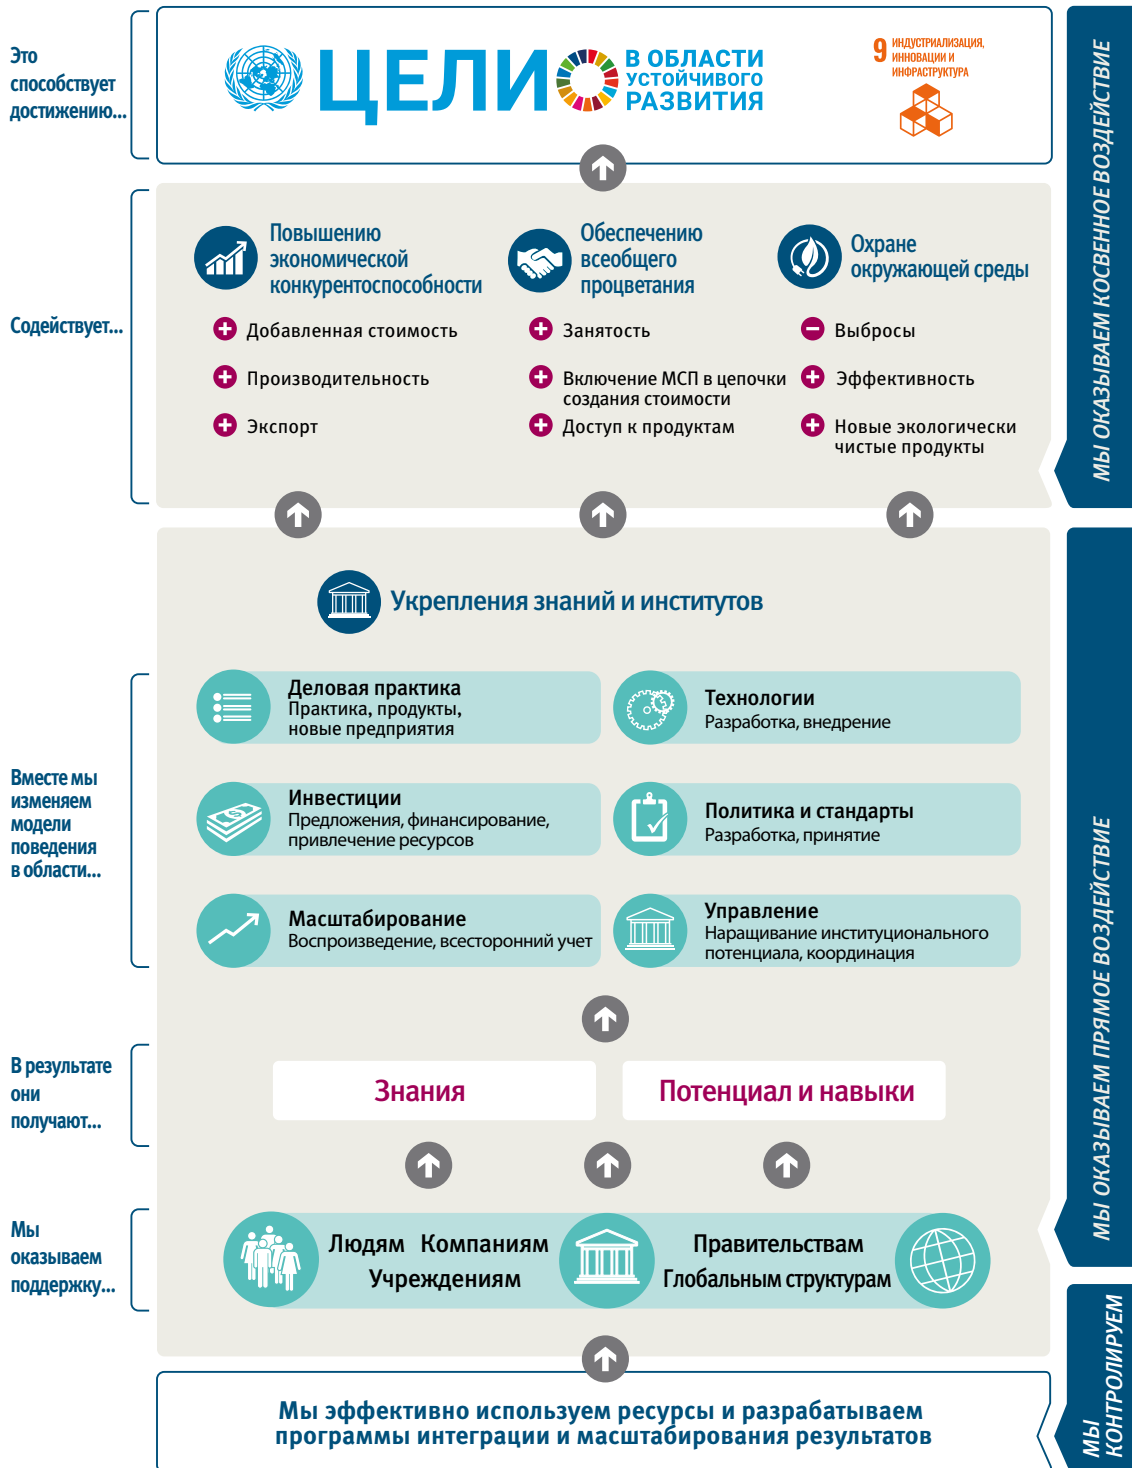 Это
способствует
достижению...
ЦЕЛИ
В ОБЛАСТИ
УСТОЙЧИВОГО
РАЗВИТИЯ
9 ИНДУСТРИАЛИЗАЦИЯ,
ИННОВАЦИИ И
ИНФРАСТРУКТУРА
Содействует...
Повышению
экономической
конкурентоспособности
Добавленная стоимость
Производительность
Экспорт
Обеспечению
всеобщего
процветания
Занятость
Включение МСП в цепочки
создания стоимости
Доступ к продуктам
Охране
окружающей среды
Выбросы
Эффективность
Новые экологически
чистые продукты
МЫ ОКАЗЫВАЕМ КОСВЕННОЕ ВОЗДЕЙСТВИЕ
Укрепления знаний и институтов
Вместе мы
изменяем
модели
поведения
в области...
Деловая практика
Практика, продукты,
новые предприятия
Технологии
Разработка, внедрение
Инвестиции
Предложения, финансирование,
привлечение ресурсов
Политика и стандарты
Разработка, принятие
Масштабирование
Воспроизведение, всесторонний учет
Управление
Наращивание институционального
потенциала, координация
В результате
они
получают...
Знания
Потенциал и навыки
Мы
оказываем
поддержку...
Людям Компаниям
Учреждениям
Правительствам
Глобальным структурам
МЫ ОКАЗЫВАЕМ ПРЯМОЕ ВОЗДЕЙСТВИЕ
Мы эффективно используем ресурсы и разрабатываем
программы интеграции и масштабирования результатов
МЫ
КОНТРОЛИРУЕМ